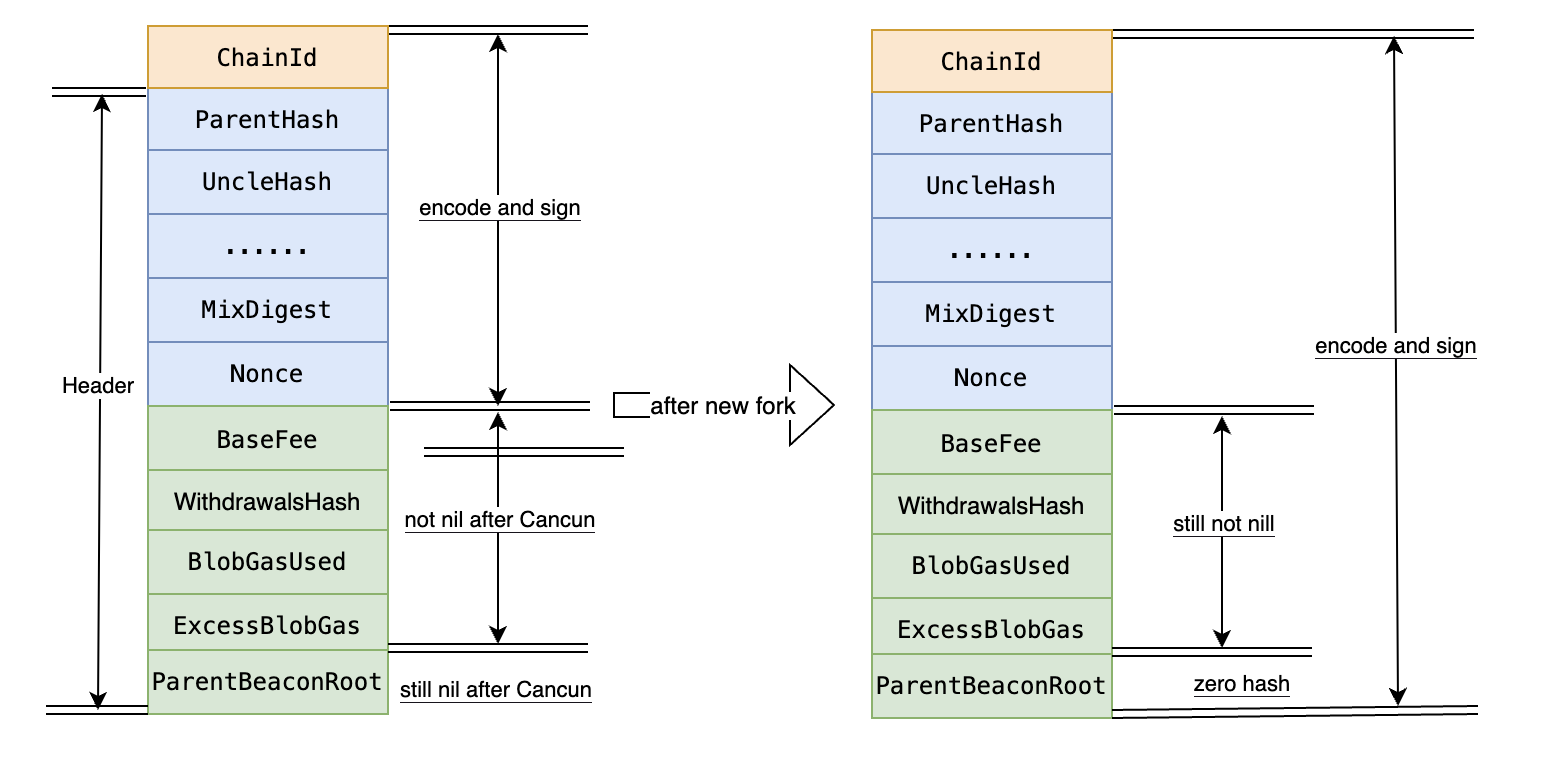 ChainId
ParentHash
UncleHash
......
MixDigest
Nonce
BaseFee
WithdrawalsHash
BlobGasUsed
ExcessBlobGas
ParentBeaconRoot
Header
encode and sign
not nil after Cancun
still nil after Cancun
after new fork
ChainId
ParentHash
UncleHash
......
MixDigest
Nonce
BaseFee
WithdrawalsHash
BlobGasUsed
ExcessBlobGas
ParentBeaconRoot
still not nill
zero hash
encode and sign